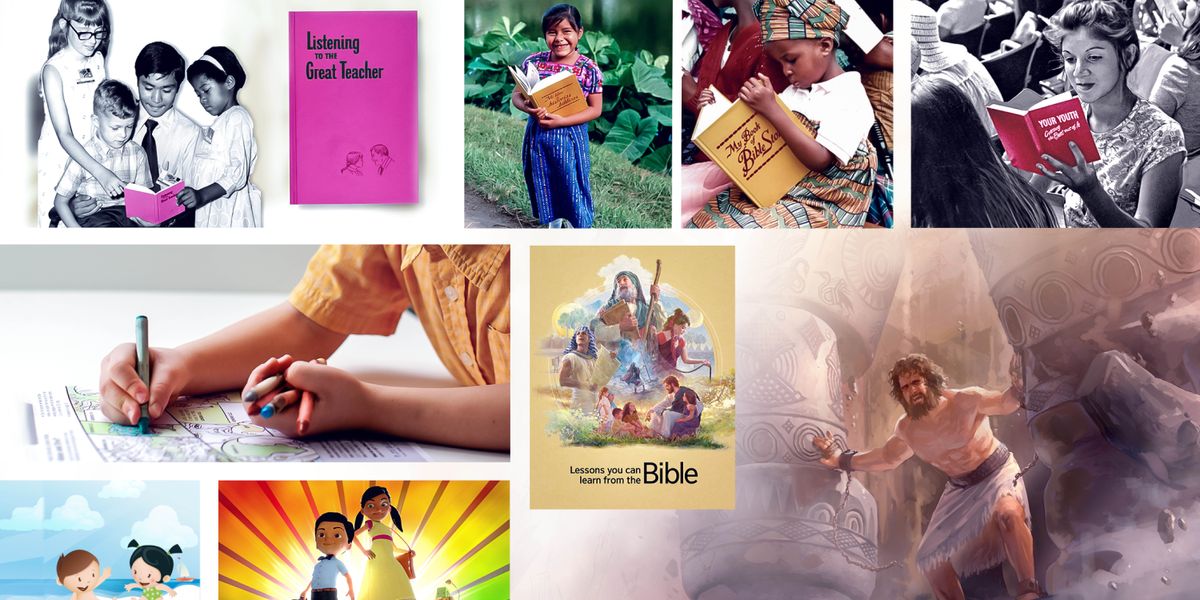 Listening
TO THE
Great Teacher
My Book
of
Bible Sto
YOUR YOUTH
Getting
the Best out of It
Lessons you can
learn from the Bible